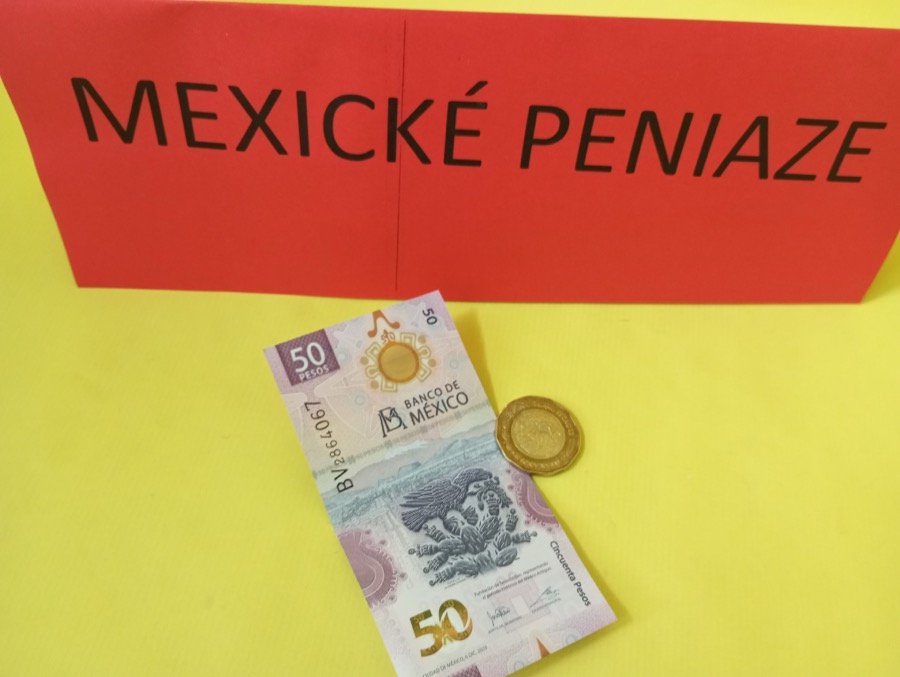 MEXICKÉ PENIAZE
50
PESOS
50
BANCO DE
MÉXICO
BV2864067
Cincuenta Pesos
50